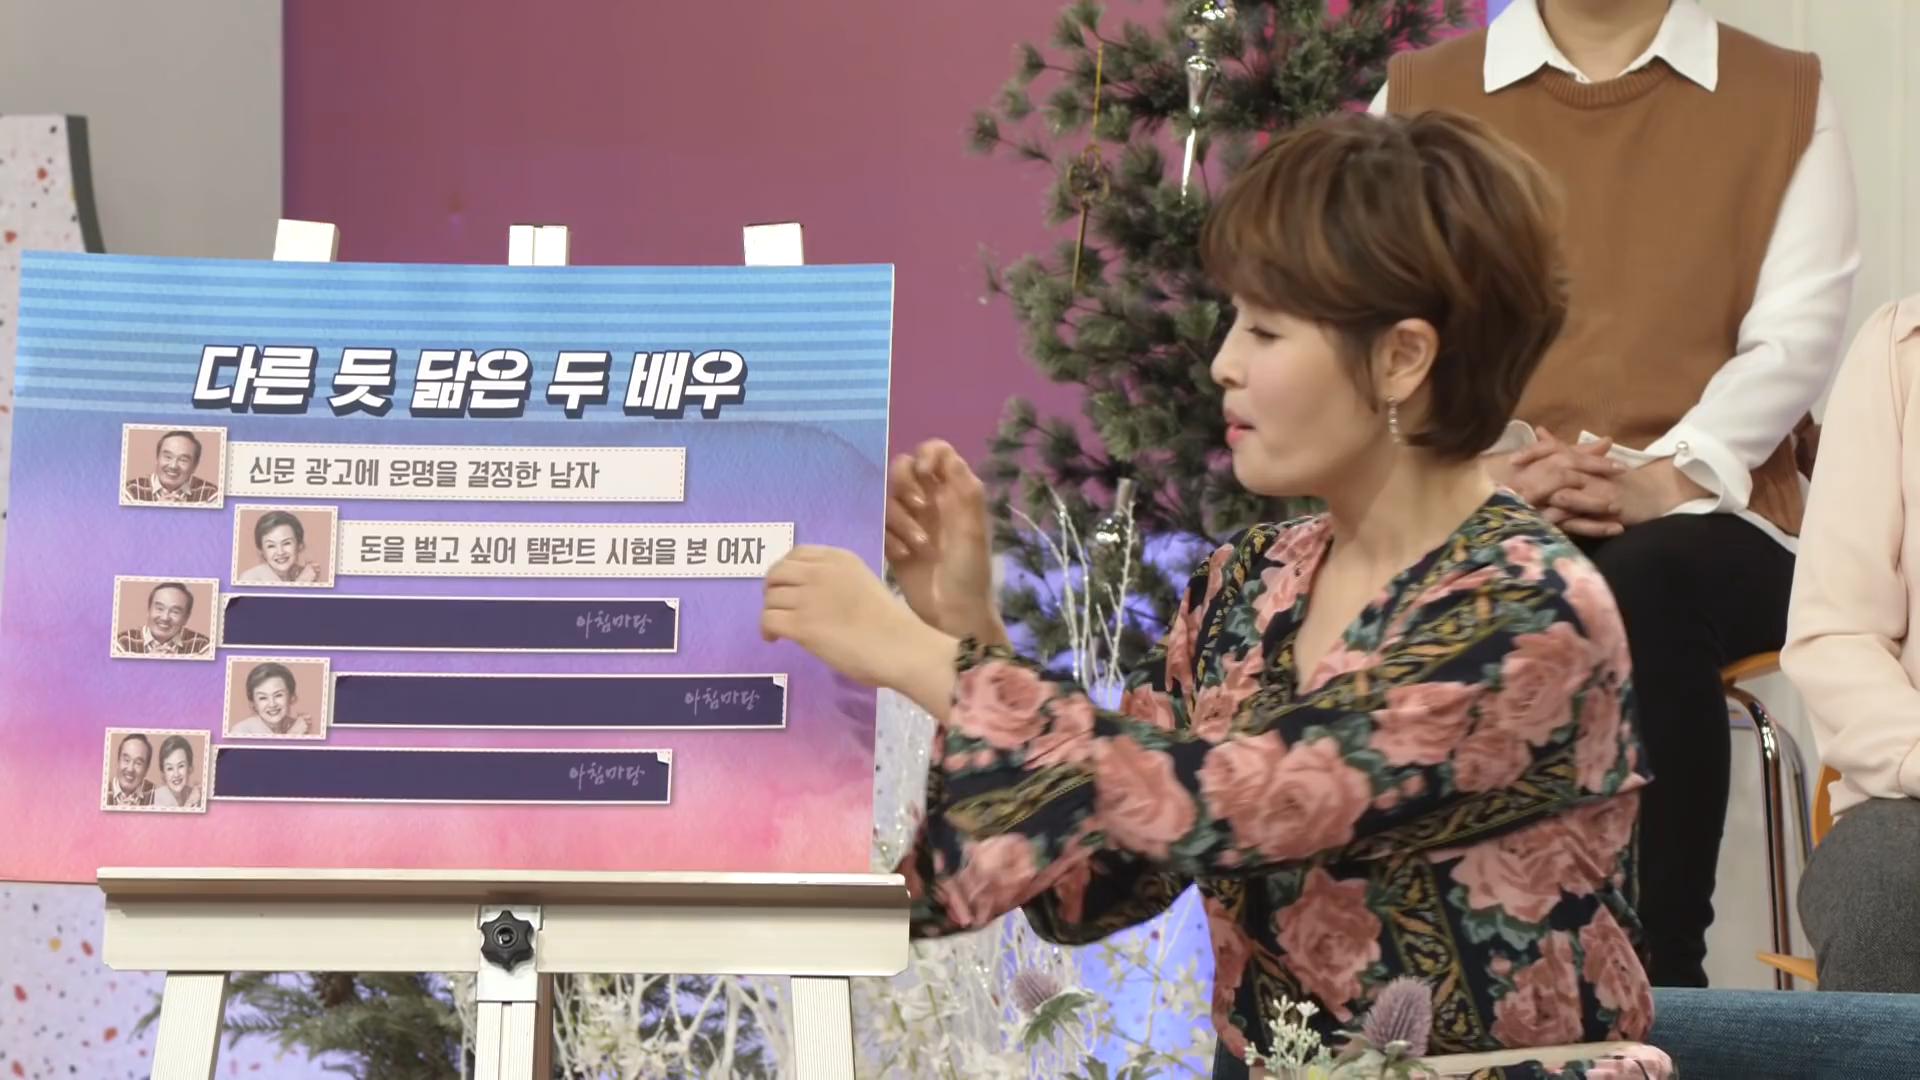 다른 듯 닮은 두 배우
신문 광고에 운명을 결정한 남자
돈을 벌고 싶어 탤런트 시험을 본 여자
아침마당
아침마당
아침마당